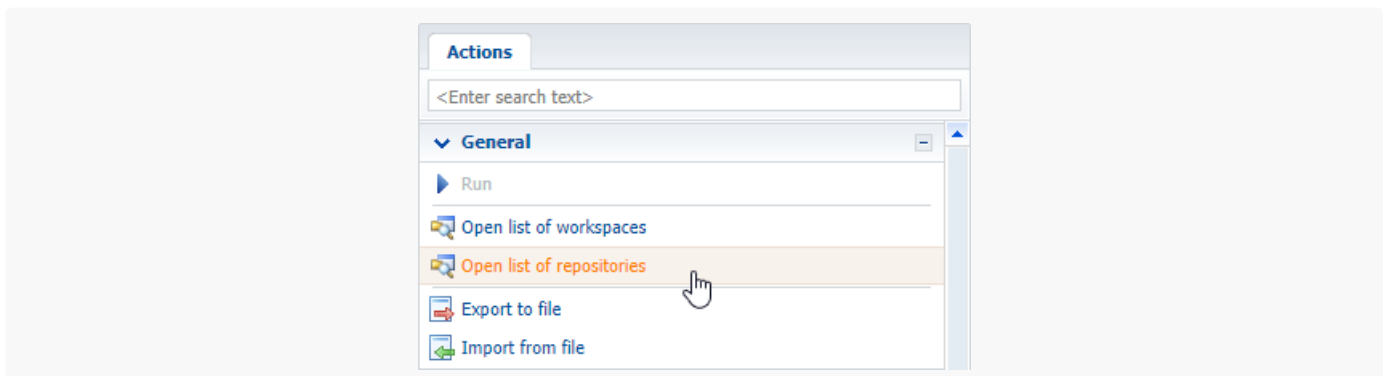 Actions
<Enter search text>
General
Run
Open list of workspaces
Open list of repositories
Export to file
Import from file